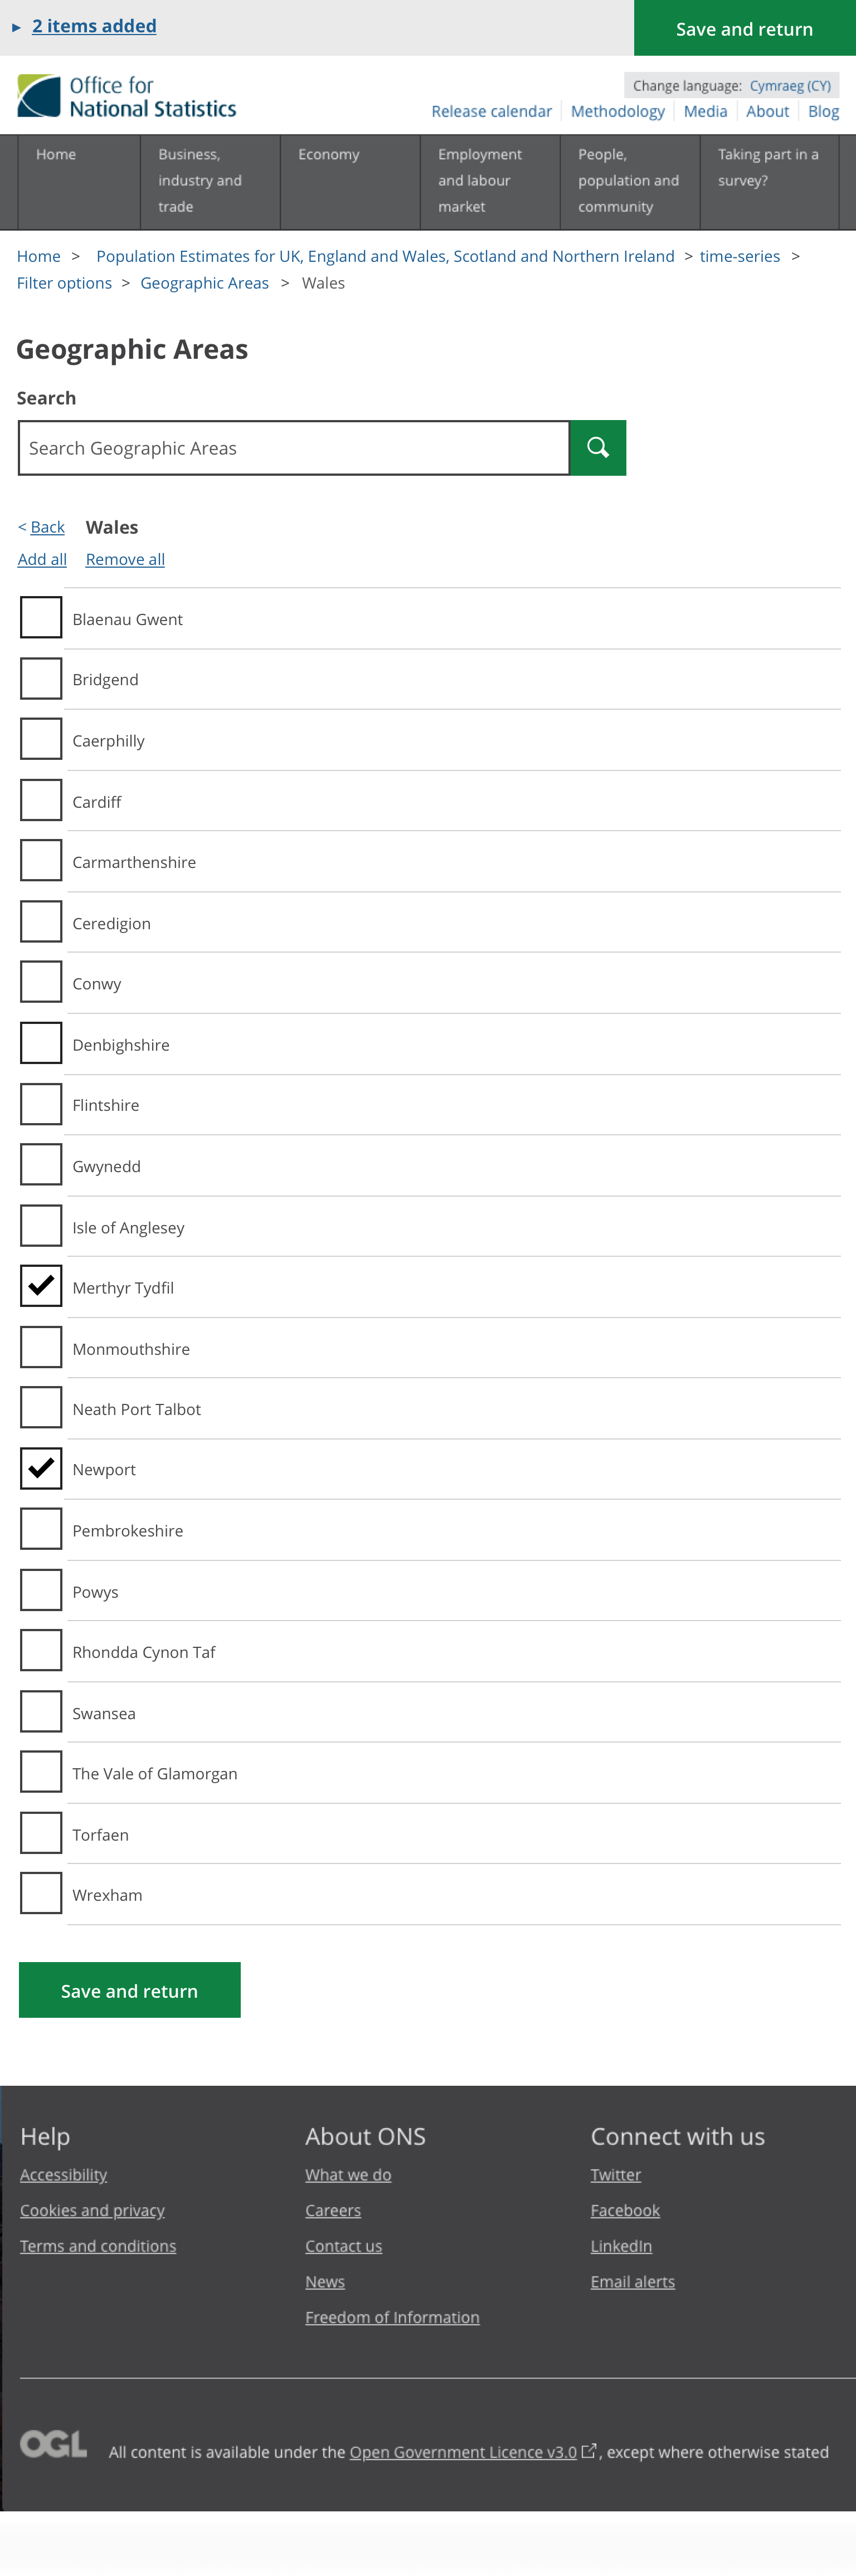 ► 2 items added
Save and return
Office for
National Statistics
Change language: Cymraeg (CY)
Release calendar Methodology Media About Blog
Home
Business,
industry and
trade
Economy
Employment
and labour
market
People,
population and
community
Taking part in a
survey?
Home > Population Estimates for UK, England and Wales, Scotland and Northern Ireland > time-series >
Filter options > Geographic Areas > Wales
Geographic Areas
Search
Search Geographic Areas
< Back Wales
Add all Remove all
Blaenau Gwent
Bridgend
Caerphilly
Cardiff
Carmarthenshire
Ceredigion
Conwy
Denbighshire
Flintshire
Gwynedd
Isle of Anglesey
Merthyr Tydfil
Monmouthshire
Neath Port Talbot
Newport
Pembrokeshire
Powys
Rhondda Cynon Taf
Swansea
The Vale of Glamorgan
Torfaen
Wrexham
Save and return
Help
Accessibility
Cookies and privacy
Terms and conditions
About ONS
What we do
Careers
Contact us
News
Freedom of Information
Connect with us
Twitter
Facebook
LinkedIn
Email alerts
OGL All content is available under the Open Government Licence v3.0, except where otherwise stated